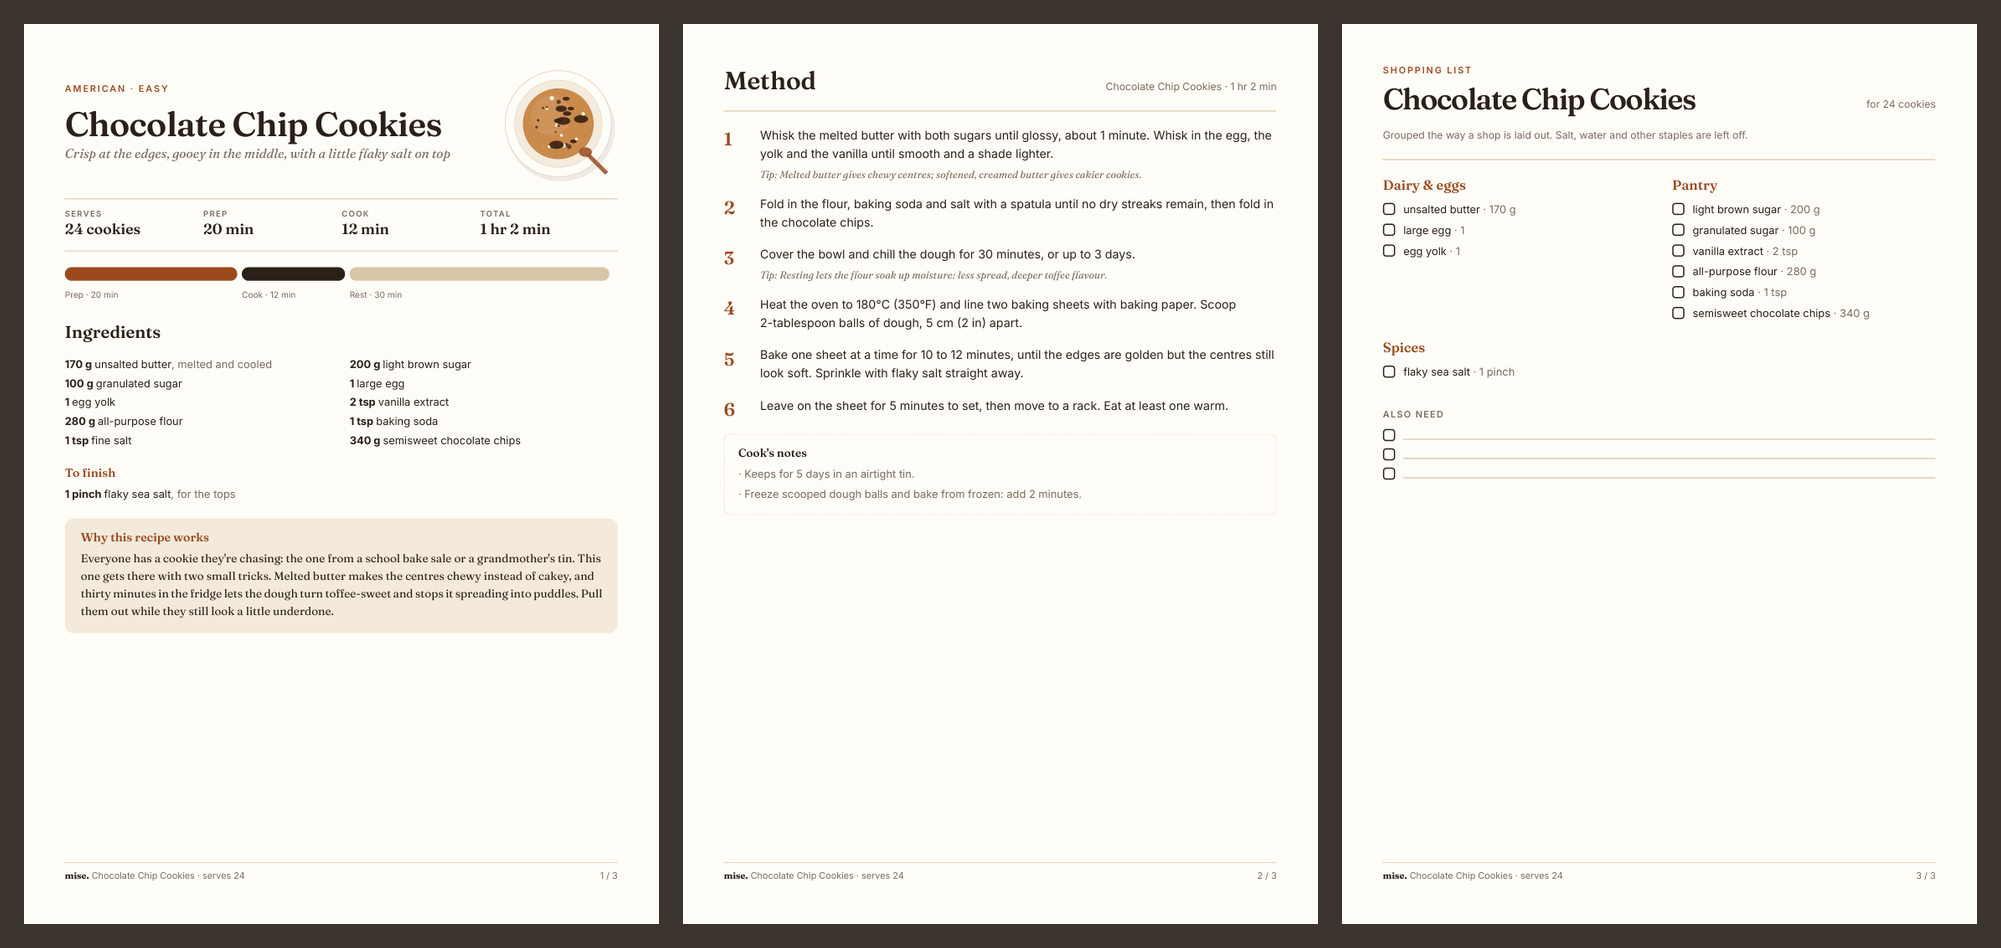 AMERICAN · EASY
Chocolate Chip Cookies
Crisp at the edges, gooey in the middle, with a little flaky salt on top
SERVES
24 cookies
PREP
20 min
COOK
12 min
TOTAL
1 hr 2 min
Prep · 20 min
Cook · 12 min
Rest · 30 min
Ingredients
170 g unsalted butter, melted and cooled
200 g light brown sugar
100 g granulated sugar
1 large egg
1 egg yolk
2 tsp vanilla extract
280 g all-purpose flour
1 tsp baking soda
1 tsp fine salt
340 g semisweet chocolate chips
To finish
1 pinch flaky sea salt, for the tops
Why this recipe works
Everyone has a cookie they're chasing: the one from a school bake sale or a grandmother's tin. This
one gets there with two small tricks. Melted butter makes the centres chewy instead of cakey, and
thirty minutes in the fridge lets the dough turn toffee-sweet and stops it spreading into puddles. Pull
them out while they still look a little underdone.
mise. Chocolate Chip Cookies · serves 24
1 / 3
Method
Chocolate Chip Cookies · 1 hr 2 min
1
Whisk the melted butter with both sugars until glossy, about 1 minute. Whisk in the egg, the
yolk and the vanilla until smooth and a shade lighter.
Tip: Melted butter gives chewy centres; softened, creamed butter gives cakier cookies.
2
Fold in the flour, baking soda and salt with a spatula until no dry streaks remain, then fold in
the chocolate chips.
3
Cover the bowl and chill the dough for 30 minutes, or up to 3 days.
Tip: Resting lets the flour soak up moisture: less spread, deeper toffee flavour.
4
Heat the oven to 180°C (350°F) and line two baking sheets with baking paper. Scoop
2-tablespoon balls of dough, 5 cm (2 in) apart.
5
Bake one sheet at a time for 10 to 12 minutes, until the edges are golden but the centres still
look soft. Sprinkle with flaky salt straight away.
6
Leave on the sheet for 5 minutes to set, then move to a rack. Eat at least one warm.
Cook's notes
· Keeps for 5 days in an airtight tin.
· Freeze scooped dough balls and bake from frozen: add 2 minutes.
mise. Chocolate Chip Cookies · serves 24
2 / 3
SHOPPING LIST
Chocolate Chip Cookies
for 24 cookies
Grouped the way a shop is laid out. Salt, water and other staples are left off.
Dairy & eggs
unsalted butter · 170 g
large egg · 1
egg yolk · 1
Pantry
light brown sugar · 200 g
granulated sugar · 100 g
vanilla extract · 2 tsp
all-purpose flour · 280 g
baking soda · 1 tsp
semisweet chocolate chips · 340 g
Spices
flaky sea salt · 1 pinch
ALSO NEED
mise. Chocolate Chip Cookies · serves 24
3 / 3